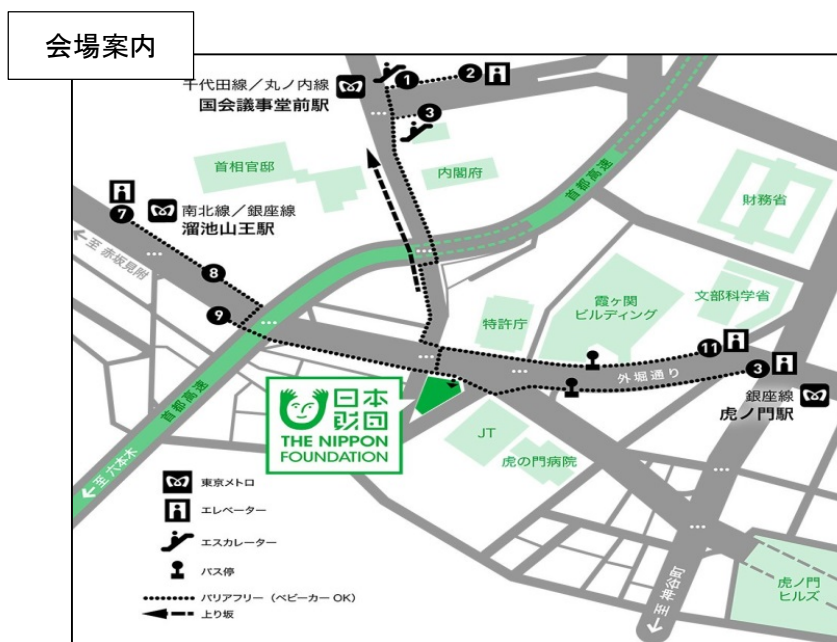 会場案内
千代田線／丸ノ内線
国会議事堂前駅
1
2
3
首相官邸
内閣府
首都高速
財務省
7
南北線／銀座線
溜池山王駅
←至 赤坂見附
8
9
特許庁
霞ヶ関
ビルディング
文部科学省
11
3
外堀通り
銀座線
虎ノ門駅
日本
財団
THE NIPPON
FOUNDATION
首都高速
←至 六本木
JT
虎の門病院
東京メトロ
エレベーター
エスカレーター
バス停
バリアフリー（ベビーカー OK）
上り坂
←至 神谷町
虎ノ門
ヒルズ